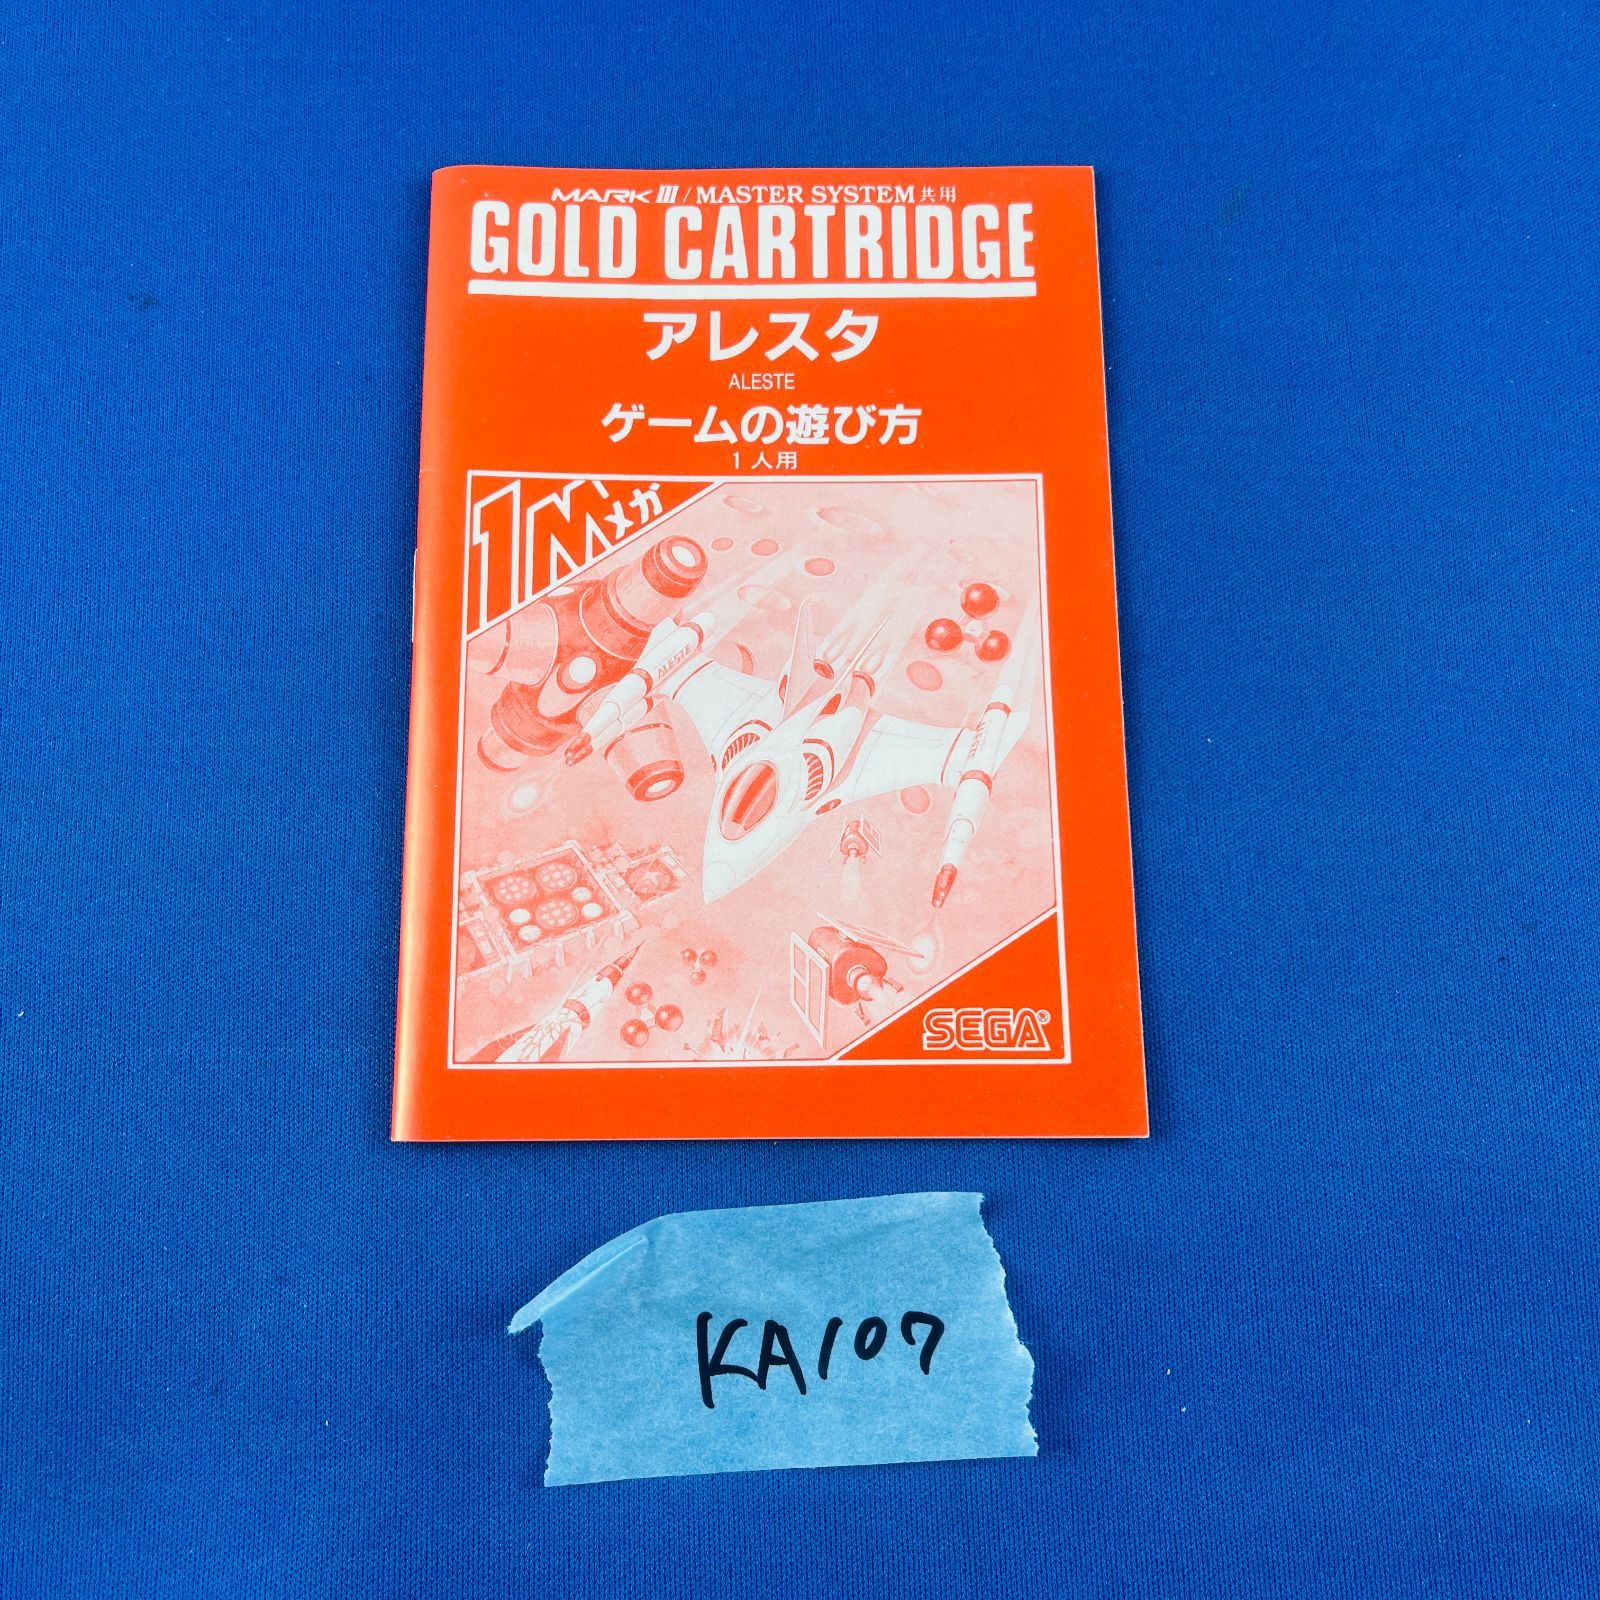 MARK III / MASTER SYSTEM 共用
GOLD CARTRIDGE
アレスタ
ALESTE
ゲームの遊び方
1人用
1M メガ
ALESTE
ALESTE
SEGA®
KA107